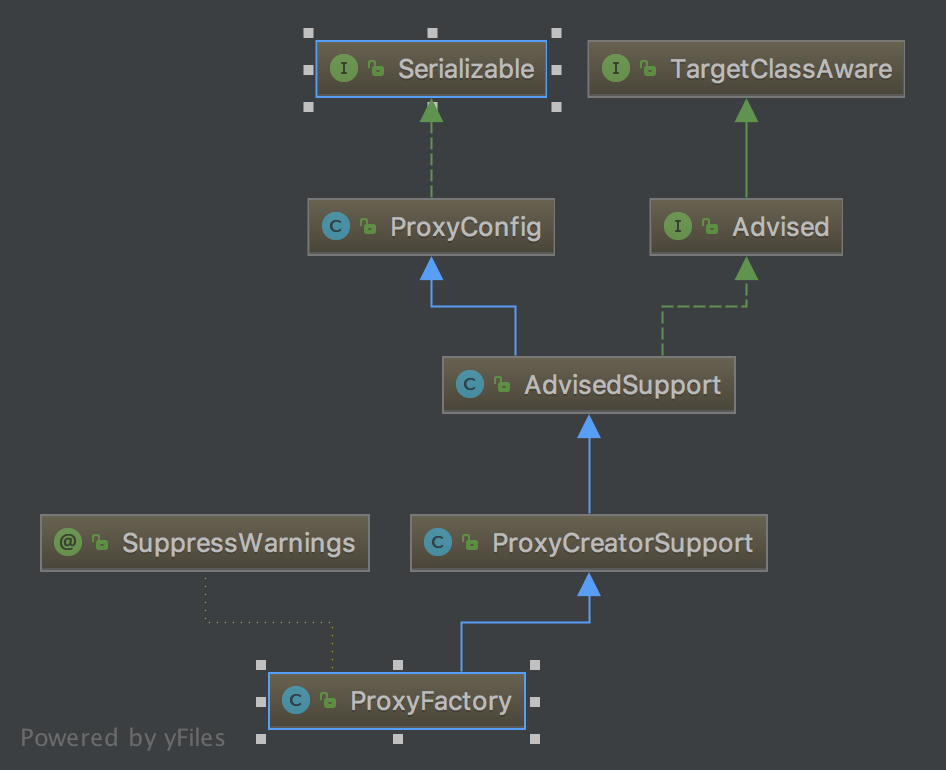 I Serializable
I TargetClassAware
C ProxyConfig
I Advised
C AdvisedSupport
@ SuppressWarnings
C ProxyCreatorSupport
C ProxyFactory
Powered by yFiles